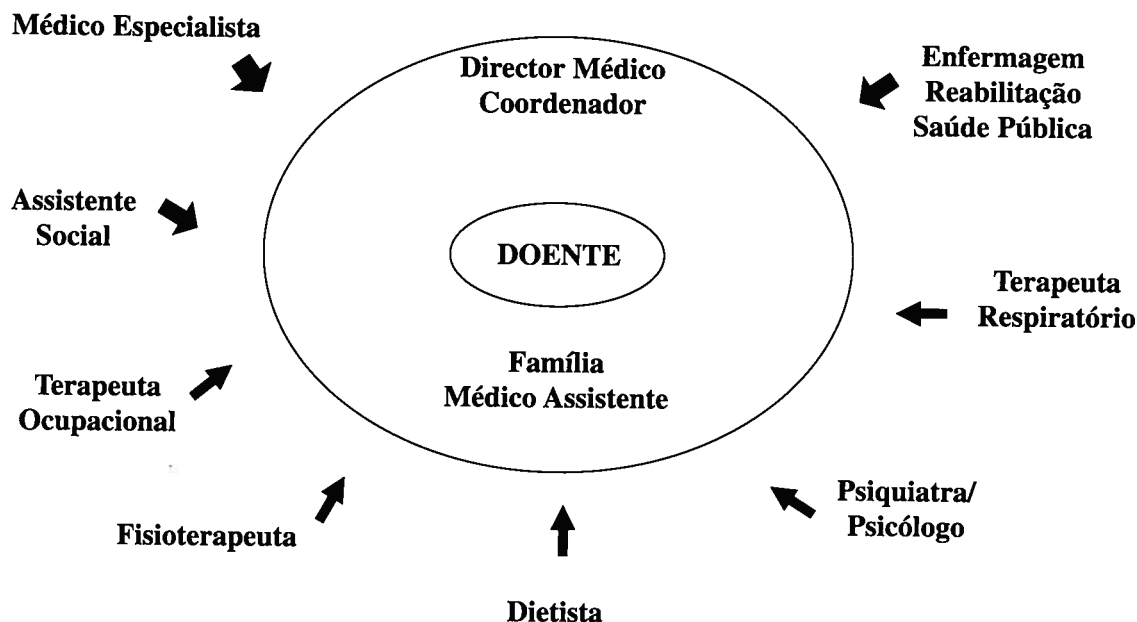 Médico Especialista
Director Médico
Coordenador
Enfermagem
Reabilitação
Saúde Pública
Assistente
Social
DOENTE
Terapeuta
Respiratório
Família
Médico Assistente
Terapeuta
Ocupacional
Psiquiatra/
Psicólogo
Fisioterapeuta
Dietista